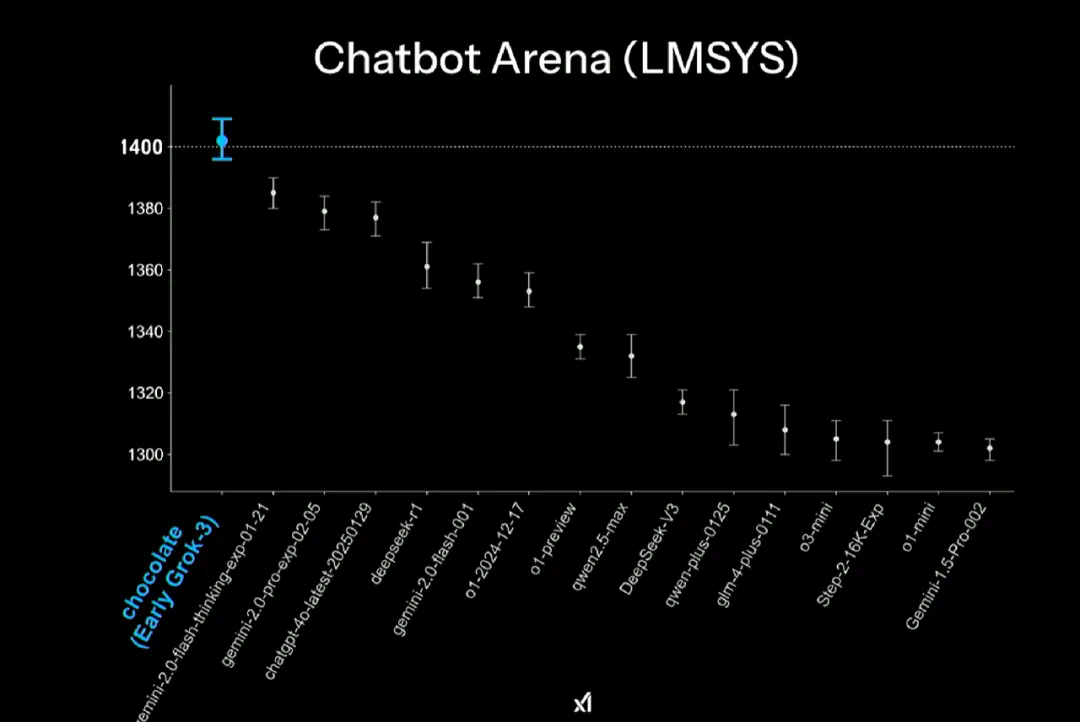 Chatbot Arena (LMSYS)
1400
1380
1360
1340
1320
1300
chocolate
(Early Grok-3)
emini-2.0-flash-thinking-exp-01-21
gemini-2.0-pro-exp-02-05
chatgpt-4o-latest-20250129
deepseek-r1
gemini-2.0-flash-001
o1-2024-12-17
o1-preview
qwen2.5-max
DeepSeek-V3
qwen-plus-0125
glm-4-plus-0111
o3-mini
Step-2-16K-Exp
o1-mini
Gemini-1.5-Pro-002
xI